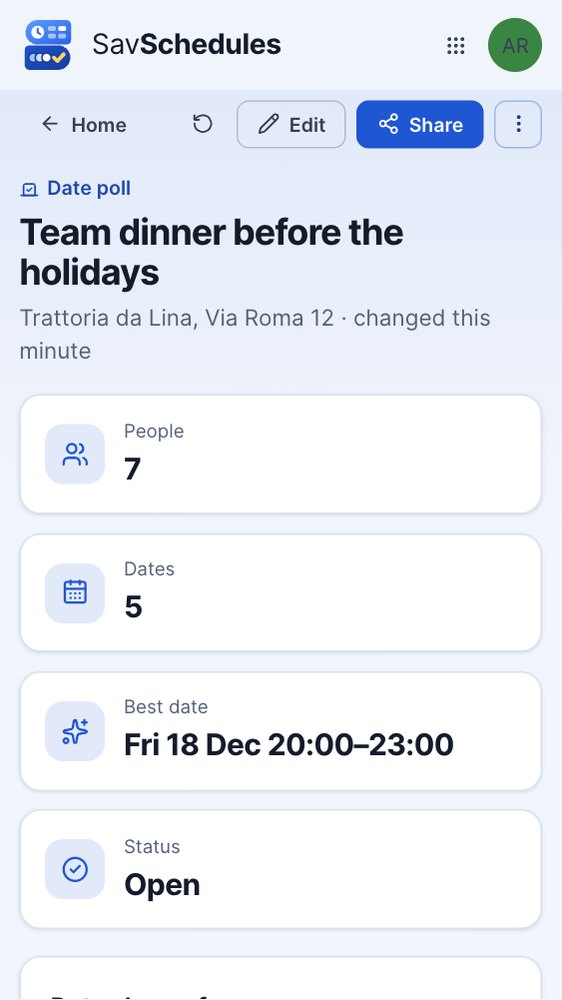 SavSchedules
AR
Home
Edit
Share
Date poll
Team dinner before the
holidays
Trattoria da Lina, Via Roma 12 · changed this
minute
People
7
Dates
5
Best date
Fri 18 Dec 20:00–23:00
Status
Open